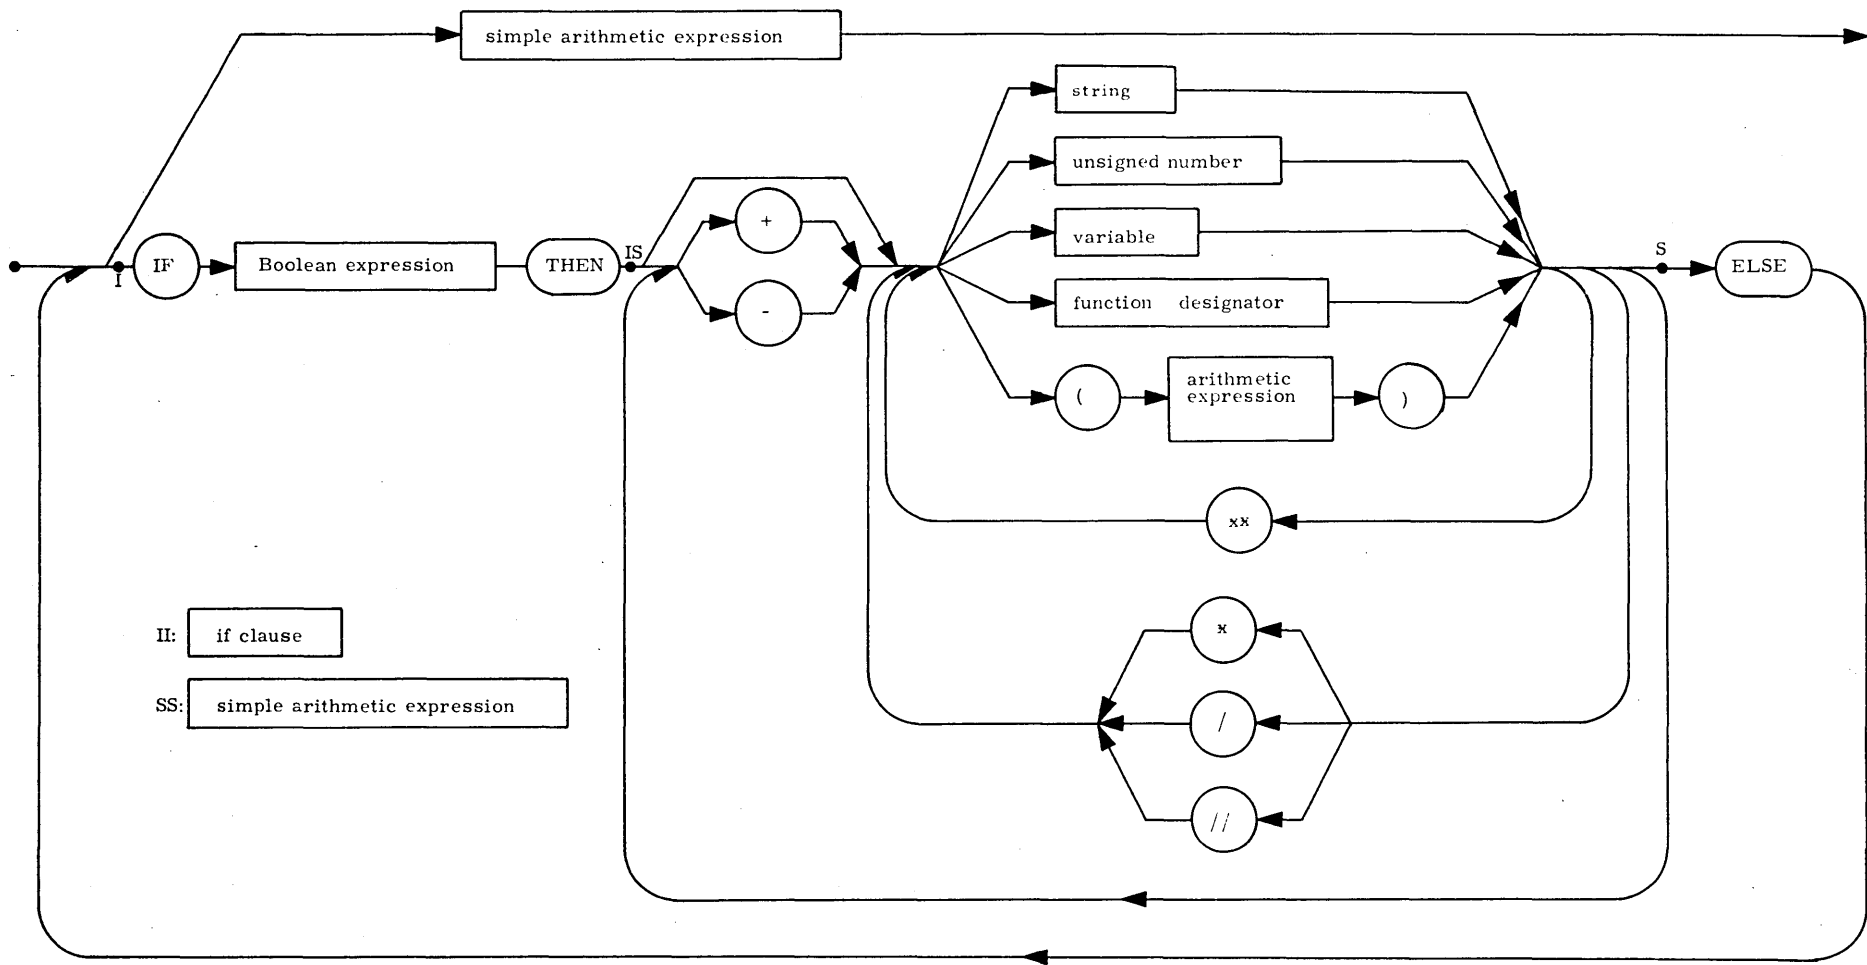 simple arithmetic expression
string
unsigned number
+
variable
IS
S
IF
Boolean expression
THEN
ELSE
I
function designator
-
(
arithmetic
expression
)
**
II: if clause
*
SS: simple arithmetic expression
/
//